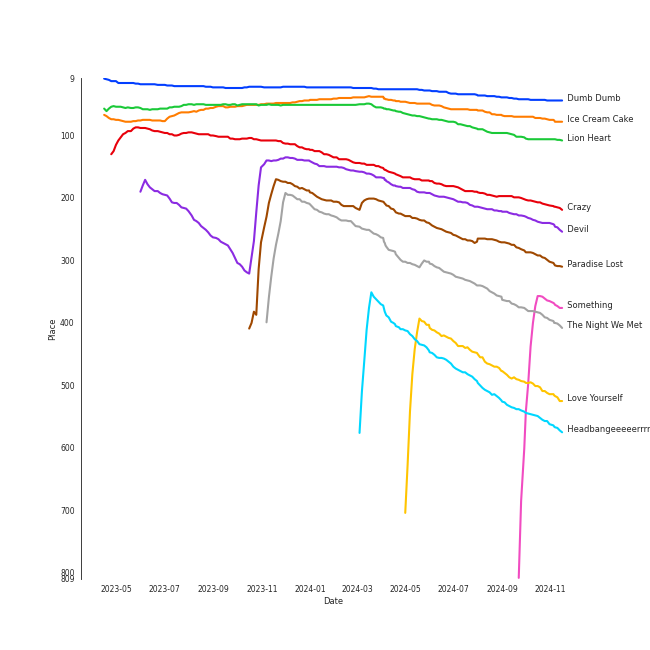 9
100
200
300
400
500
600
700
800
809
Place
2023-05
2023-07
2023-09
2023-11
2024-01
2024-03
2024-05
2024-07
2024-09
2024-11
Date
Dumb Dumb
Ice Cream Cake
Lion Heart
Crazy
Devil
Paradise Lost
Something
The Night We Met
Love Yourself
Headbangeeeeerrrr